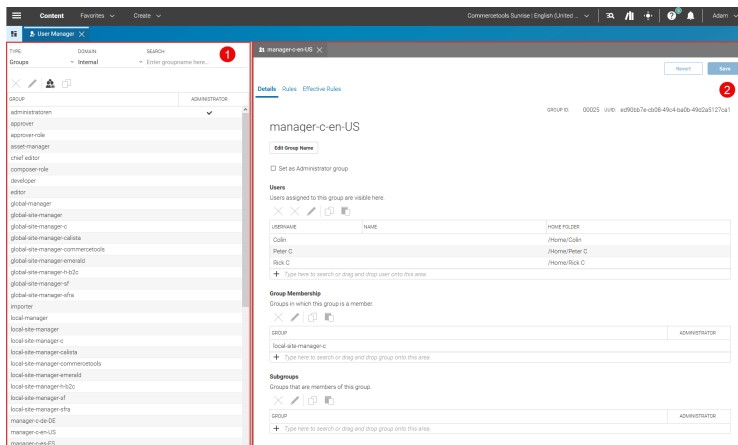 Content Favorites Create Commercetools Sunrise | English (United ... Adam
User Manager
TYPE: DOMAIN: SEARCH:
Groups Internal Enter groupname here...
1
GROUP ADMINISTRATOR
administratoren
approver
approver-role
asset-manager
chief editor
composer-role
developer
editor
global-manager
global-site-manager
global-site-manager-c
global-site-manager-calista
global-site-manager-commercetools
global-site-manager-emerald
global-site-manager-h-b2c
global-site-manager-sf
global-site-manager-sfra
importer
local-manager
local-site-manager
local-site-manager-c
local-site-manager-calista
local-site-manager-commercetools
local-site-manager-emerald
local-site-manager-h-b2c
local-site-manager-sf
local-site-manager-sfra
manager-c-de-DE
manager-c-en-US
manager-c-es-ES
manager-c-en-US
Revert Save
Details Rules Effective Rules
2
GROUP ID: 00025 UUID: ed90bb7e-cb08-49c4-ba0b-49d2a5127ca1
manager-c-en-US
Edit Group Name
Set as Administrator group
Users
Users assigned to this group are visible here.
USERNAME NAME HOME FOLDER
Colin /Home/Colin
Peter C /Home/Peter C
Rick C /Home/Rick C
Type here to search or drag and drop user onto this area.
Group Membership
Groups in which this group is a member.
GROUP ADMINISTRATOR
local-site-manager-c
Type here to search or drag and drop group onto this area.
Subgroups
Groups that are members of this group.
GROUP ADMINISTRATOR
Type here to search or drag and drop group onto this area.